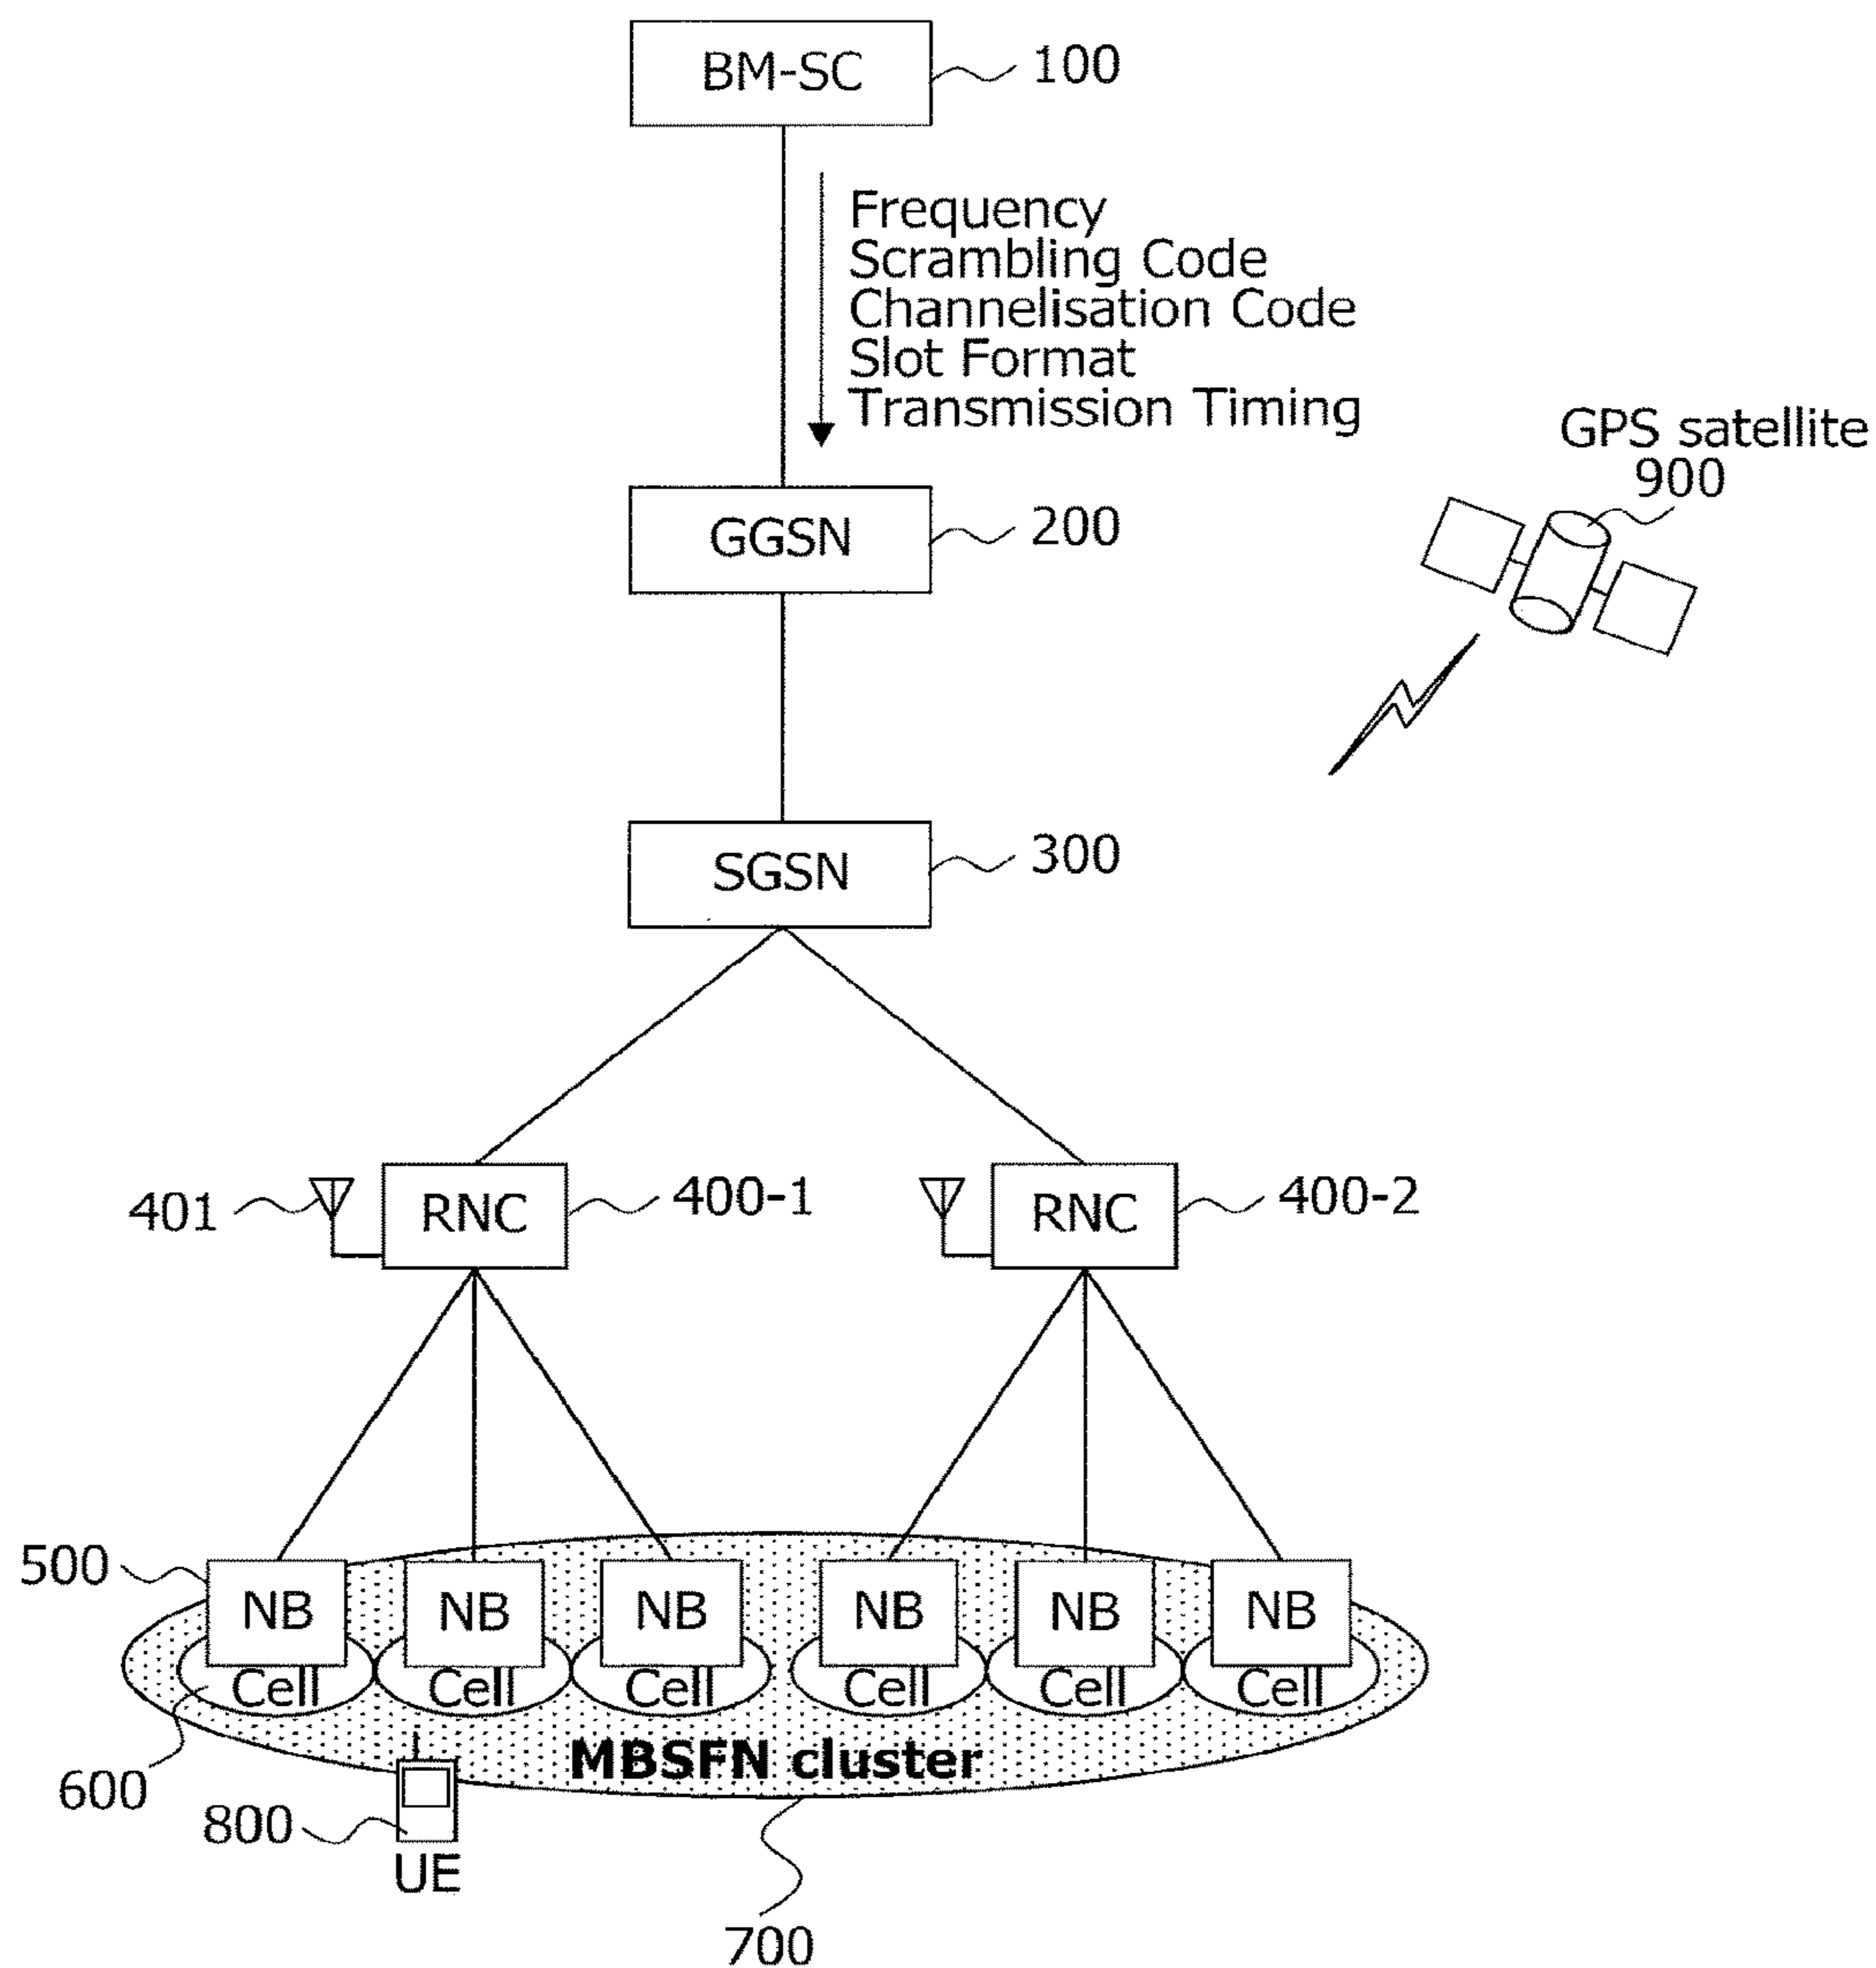 BM-SC
100
Frequency
Scrambling Code
Channelisation Code
Slot Format
Transmission Timing
GPS satellite
900
GGSN
200
SGSN
300
401
RNC
400-1
RNC
400-2
500
NB
NB
NB
NB
NB
NB
Cell
Cell
Cell
Cell
Cell
Cell
MBSFN cluster
600
800
UE
700